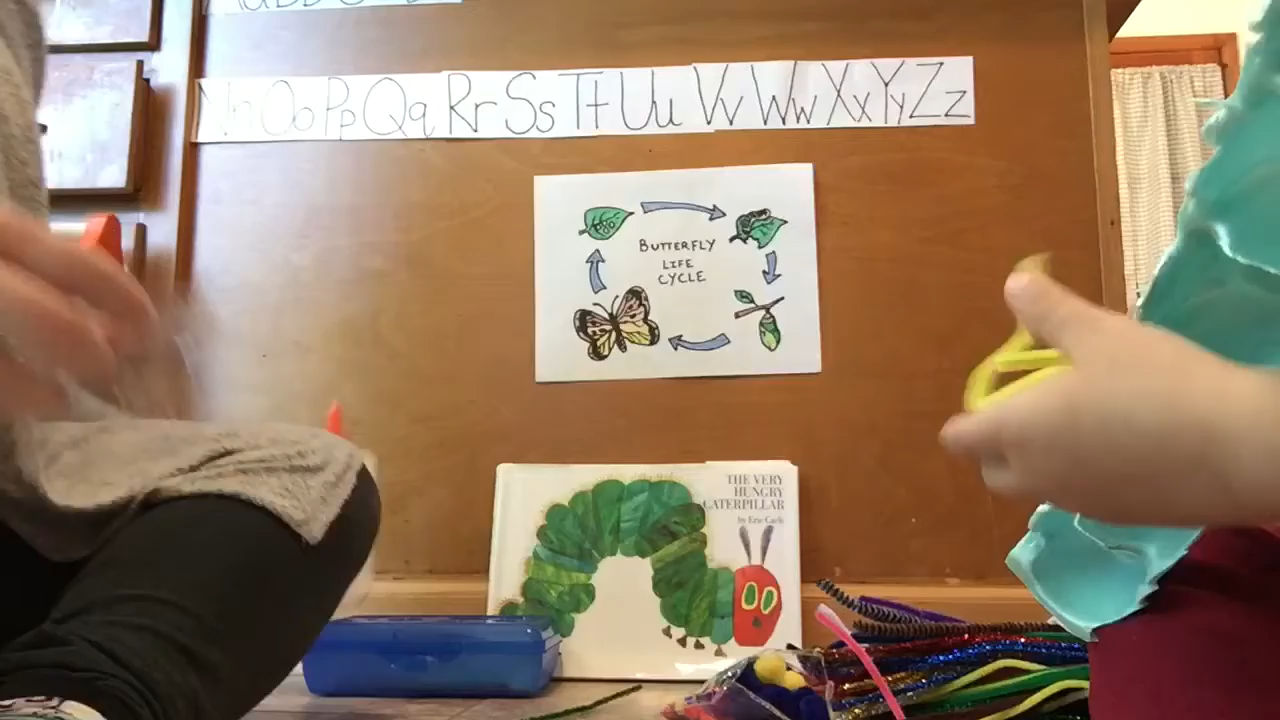 Nn Oo Pp Qq Rr Ss Tt Uu Vv Ww Xx Yy Zz
BUTTERFLY
LIFE
CYCLE
THE VERY
HUNGRY
CATERPILLAR
by Eric Carle